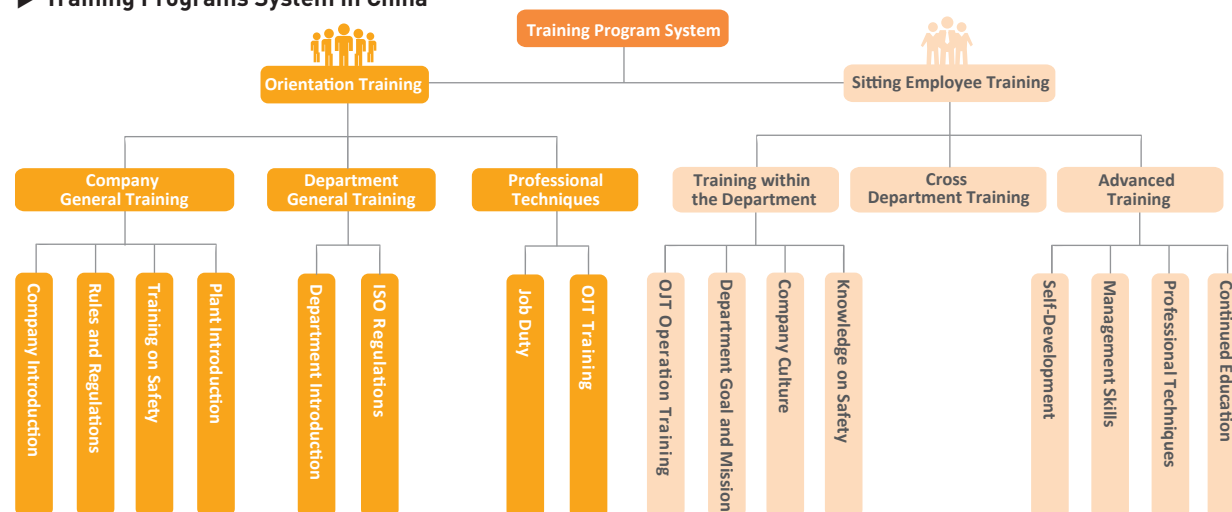 ▶ Training Programs System in China
Training Program System
Orientation Training
Sitting Employee Training
Company
General Training
Department
General Training
Professional
Techniques
Training within
the Department
Cross
Department Training
Advanced
Training
Company Introduction
Rules and Regulations
Training on Safety
Plant Introduction
Department Introduction
ISO Regulations
Job Duty
OJT Training
OJT Operation Training
Department Goal and Mission
Company Culture
Knowledge on Safety
Self-Development
Management Skills
Professional Techniques
Continued Education